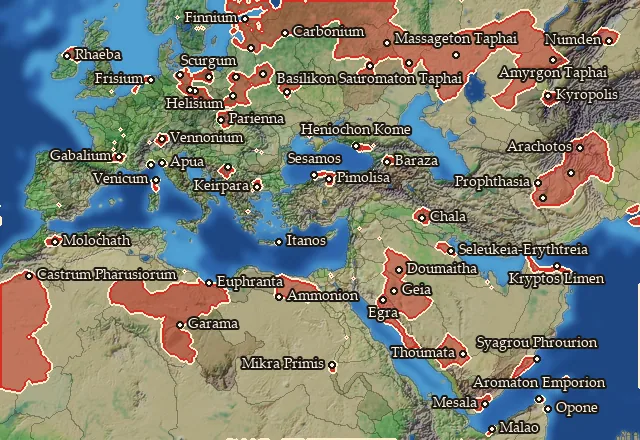 Finnium
Carbonium
Massageton Taphai
Numden
Rhaeba
Scurgum
Frisium
Basilikon Sauromaton Taphai
Amyrgon Taphai
Helisium
Kyropolis
Parienna
Heniochon Kome
Vennonium
Arachotos
Gabalium
Apua
Sesamos
Baraza
Venicum
Keirpara
Pimolisa
Prophthasia
Chala
Molochath
Itanos
Seleukeia-Erythtreia
Doumaitha
Castrum Pharusiorum
Euphranta
Kryptos Limen
Ammonion
Geia
Egra
Garama
Syagrou Phrourion
Thoumata
Mikra Primis
Aromaton Emporion
Mesala
Opone
Malao